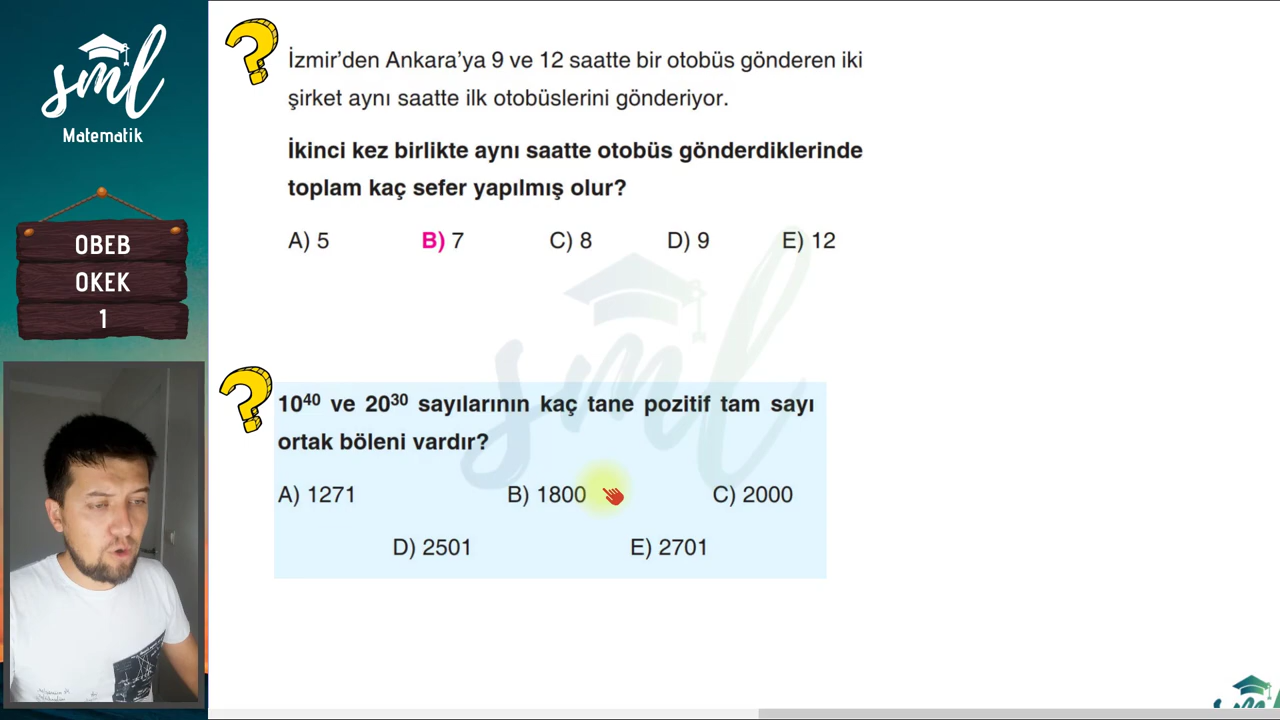 sml
Matematik
OBEB
OKEK
1
İzmir'den Ankara'ya 9 ve 12 saatte bir otobüs gönderen iki
şirket aynı saatte ilk otobüslerini gönderiyor.
İkinci kez birlikte aynı saatte otobüs gönderdiklerinde
toplam kaç sefer yapılmış olur?
A) 5 B) 7 C) 8 D) 9 E) 12
sml
10⁴⁰ ve 20³⁰ sayılarının kaç tane pozitif tam sayı
ortak böleni vardır?
A) 1271 B) 1800 C) 2000
D) 2501 E) 2701